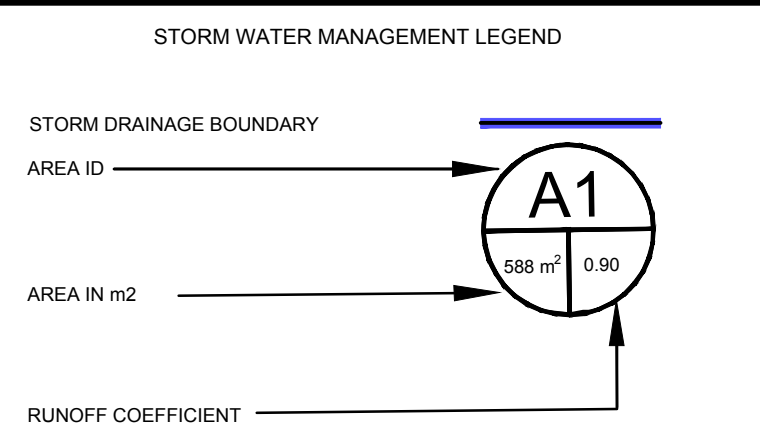 STORM WATER MANAGEMENT LEGEND
STORM DRAINAGE BOUNDARY
AREA ID
A1
588 m² 0.90
AREA IN m2
RUNOFF COEFFICIENT